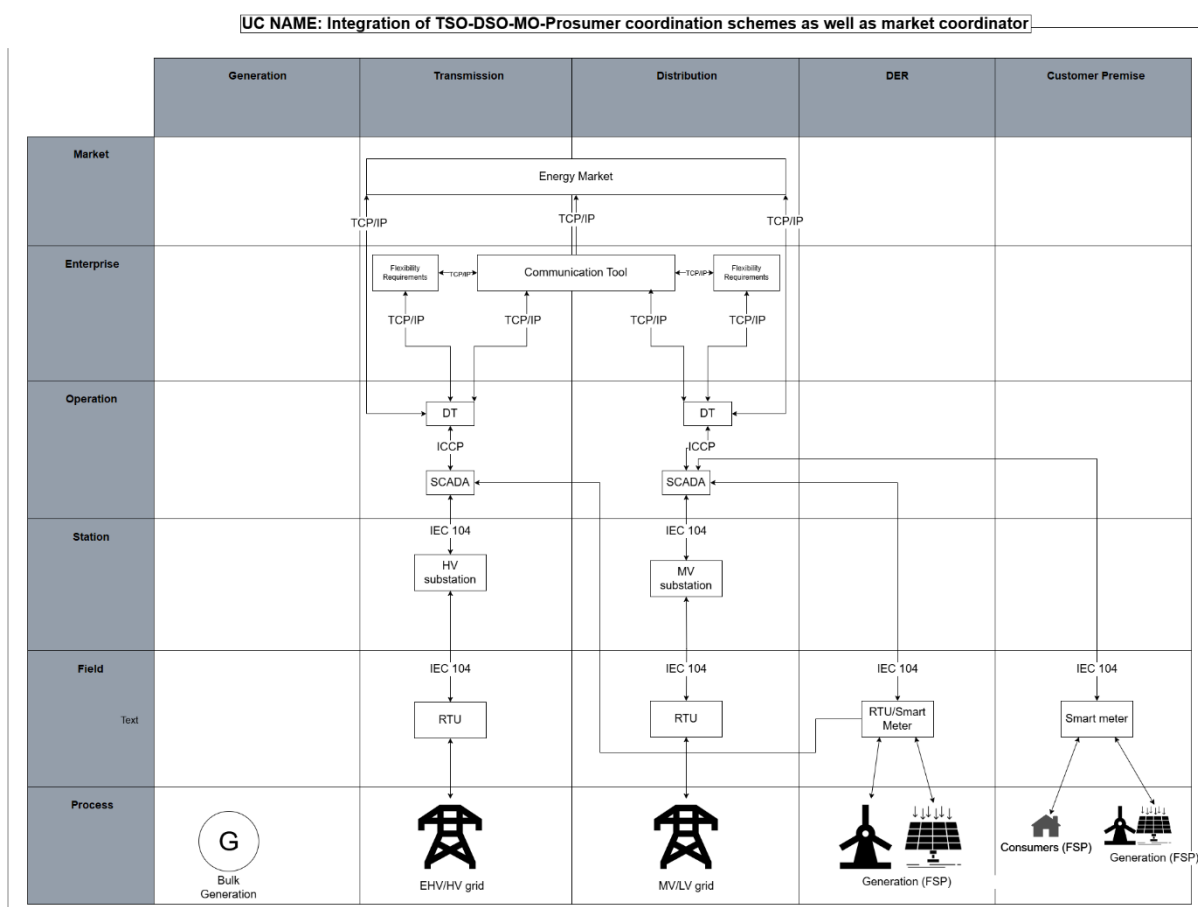 UC NAME: Integration of TSO-DSO-MO-Prosumer coordination schemes as well as market coordinator
Generation
Transmission
Distribution
DER
Customer Premise
Market
Energy Market
TCP/IP
TCP/IP
TCP/IP
Enterprise
Flexibility
Requirements
TCP/IP
Communication Tool
TCP/IP
Flexibility
Requirements
TCP/IP
TCP/IP
TCP/IP
TCP/IP
Operation
DT
DT
ICCP
ICCP
SCADA
SCADA
Station
IEC 104
IEC 104
HV
substation
MV
substation
Field
IEC 104
IEC 104
IEC 104
IEC 104
Text
RTU
RTU
RTU/Smart
Meter
Smart meter
Process
G
Bulk
Generation
EHV/HV grid
MV/LV grid
Generation (FSP)
Consumers (FSP)
Generation (FSP)